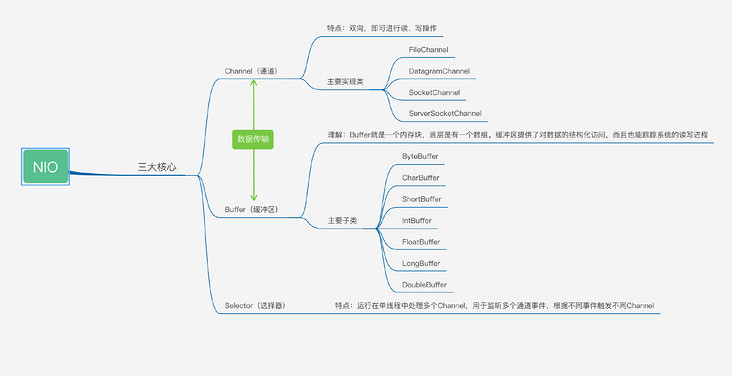 NIO
三大核心
Channel（通道）
特点：双向，即可进行读、写操作
主要实现类
FileChannel
DatagramChannel
SocketChannel
ServerSocketChannel
数据传输
Buffer（缓冲区）
理解：Buffer就是一个内存块，底层是有一个数组。缓冲区提供了对数据的结构化访问，而且也能跟踪系统的读写进程
主要子类
ByteBuffer
CharBuffer
ShortBuffer
IntBuffer
FloatBuffer
LongBuffer
DoubleBuffer
Selector（选择器）
特点：运行在单线程中处理多个Channel，用于监听多个通道事件，根据不同事件触发不同Channel